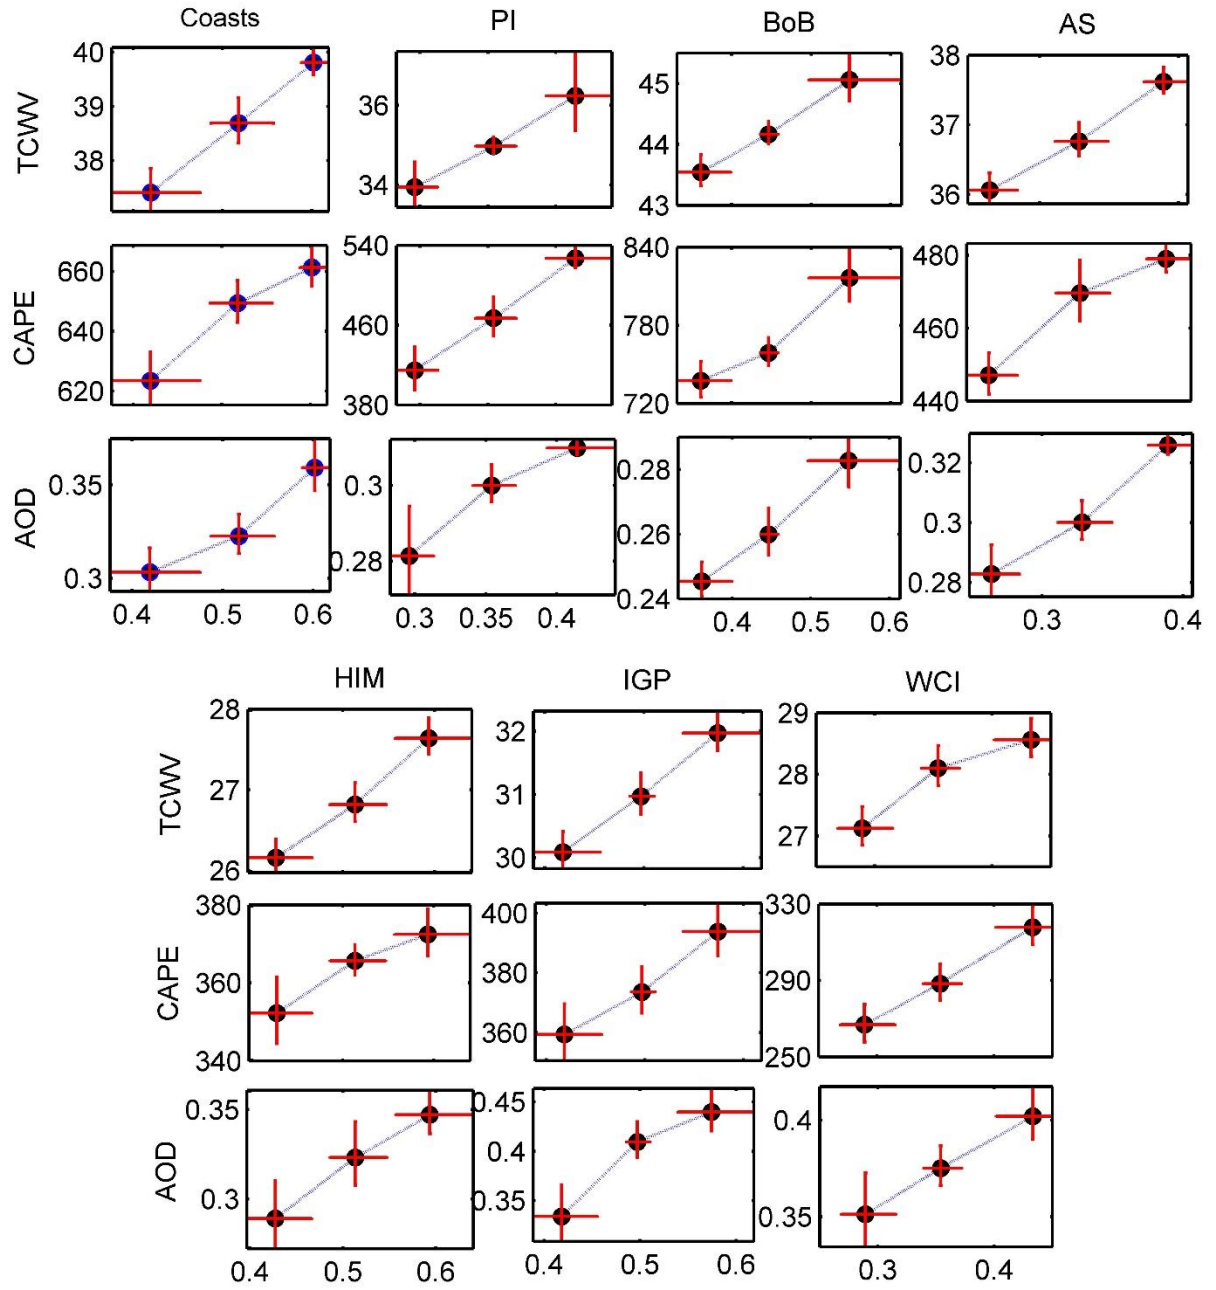 Coasts PI BoB AS
TCWV 40 39 38 36 34 45 44 43 38 37 36
CAPE 660 640 620 540 460 380 840 780 720 480 460 440
AOD 0.35 0.3 0.3 0.28 0.28 0.26 0.24 0.32 0.3 0.28
0.4 0.5 0.6 0.3 0.35 0.4 0.4 0.5 0.6 0.3 0.4
HIM IGP WCI
TCWV 28 27 26 32 31 30 29 28 27
CAPE 380 360 340 400 380 360 330 290 250
AOD 0.35 0.3 0.45 0.4 0.35 0.4 0.35
0.4 0.5 0.6 0.4 0.5 0.6 0.3 0.4